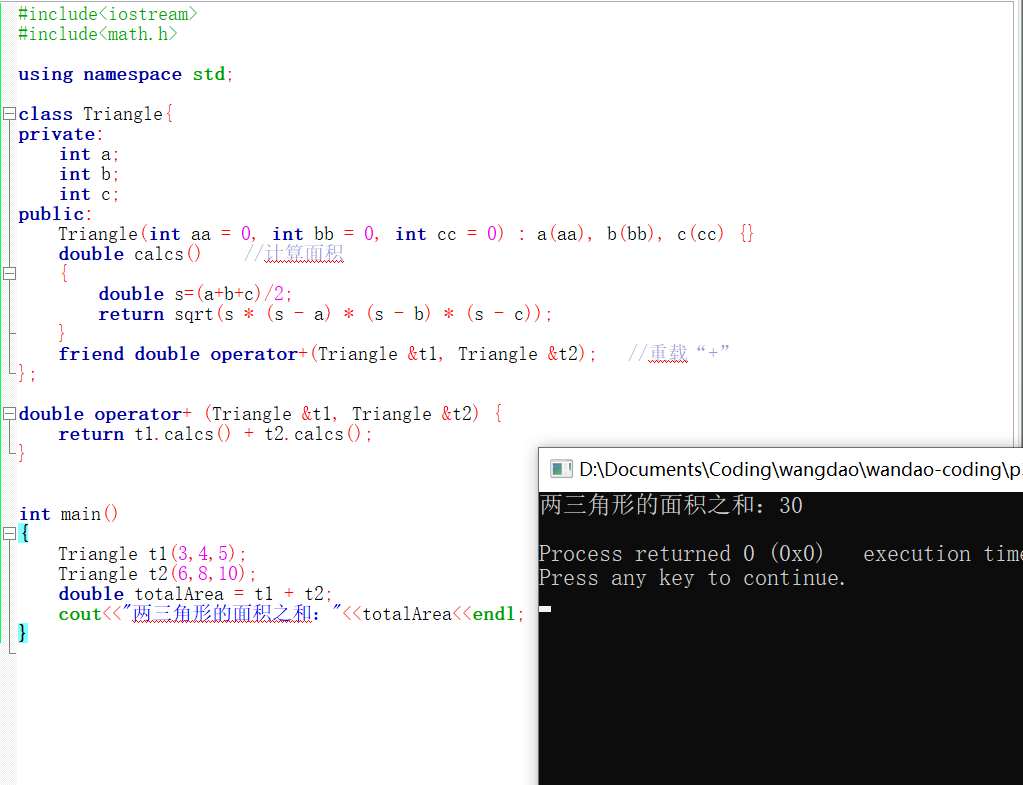 #include<iostream>
#include<math.h>
using namespace std;
class Triangle{
private:
int a;
int b;
int c;
public:
Triangle(int aa = 0, int bb = 0, int cc = 0) : a(aa), b(bb), c(cc) {}
double calcs() //计算面积
{
double s=(a+b+c)/2;
return sqrt(s * (s - a) * (s - b) * (s - c));
}
friend double operator+(Triangle &t1, Triangle &t2); //重载“+”
};
double operator+ (Triangle &t1, Triangle &t2) {
return t1.calcs() + t2.calcs();
}
int main()
{
Triangle t1(3,4,5);
Triangle t2(6,8,10);
double totalArea = t1 + t2;
cout<<"两三角形的面积之和："<<totalArea<<endl;
}
D:\Documents\Coding\wangdao\wandao-coding\p
两三角形的面积之和：30
Process returned 0 (0x0) execution time
Press any key to continue.